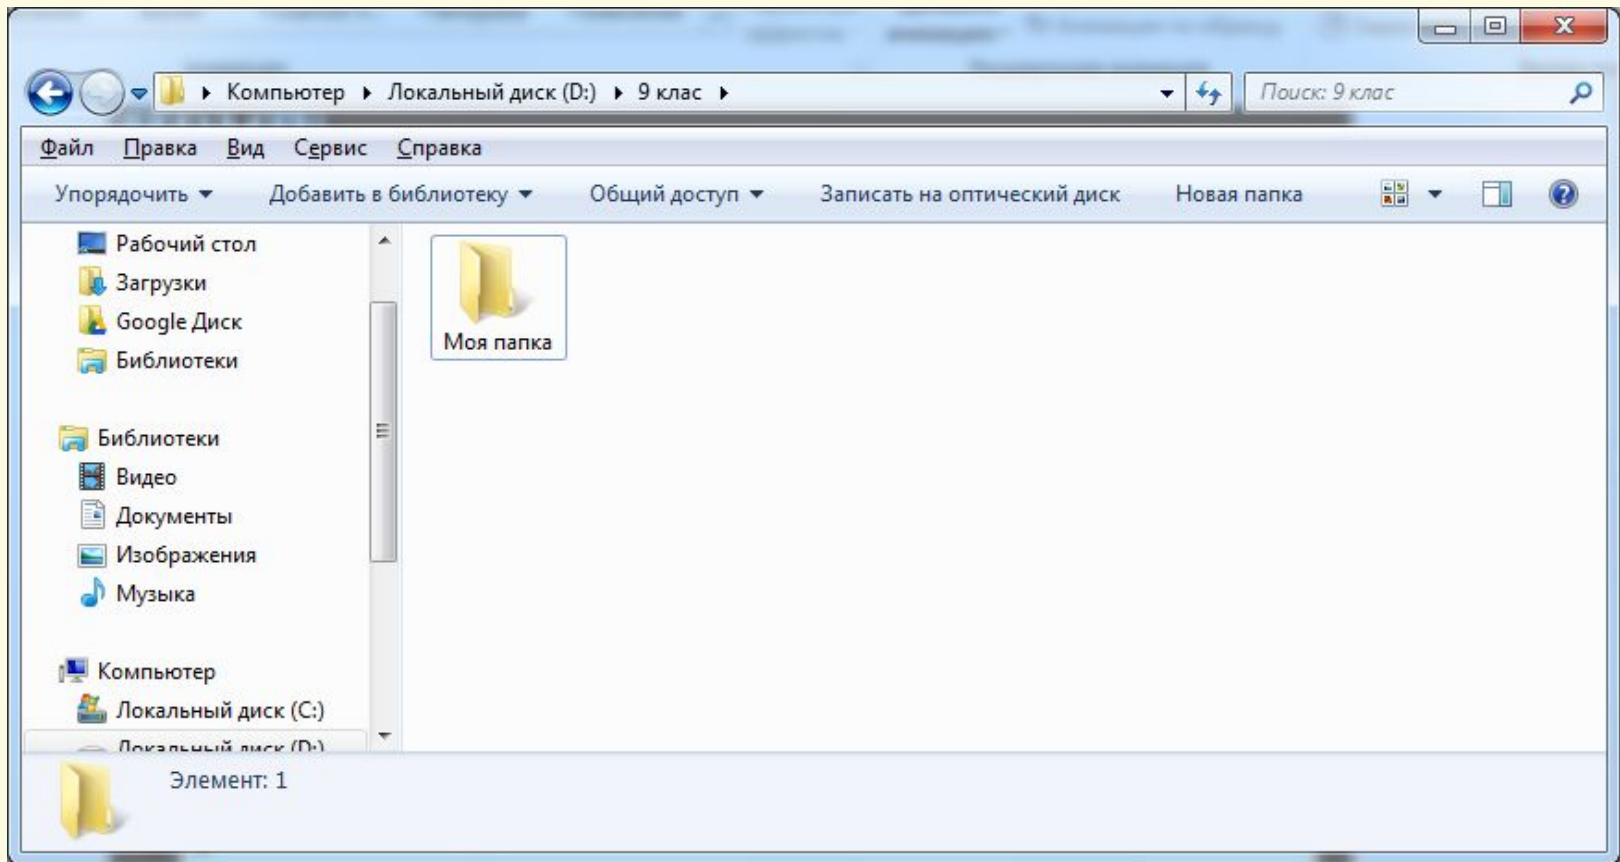 Компьютер ▸ Локальный диск (D:) ▸ 9 клас ▸
Поиск: 9 клас
Файл Правка Вид Сервис Справка
Упорядочить Добавить в библиотеку Общий доступ Записать на оптический диск Новая папка
Рабочий стол
Загрузки
Google Диск
Библиотеки
Моя папка
Библиотеки
Видео
Документы
Изображения
Музыка
Компьютер
Локальный диск (C:)
Локальный диск (D:)
Элемент: 1